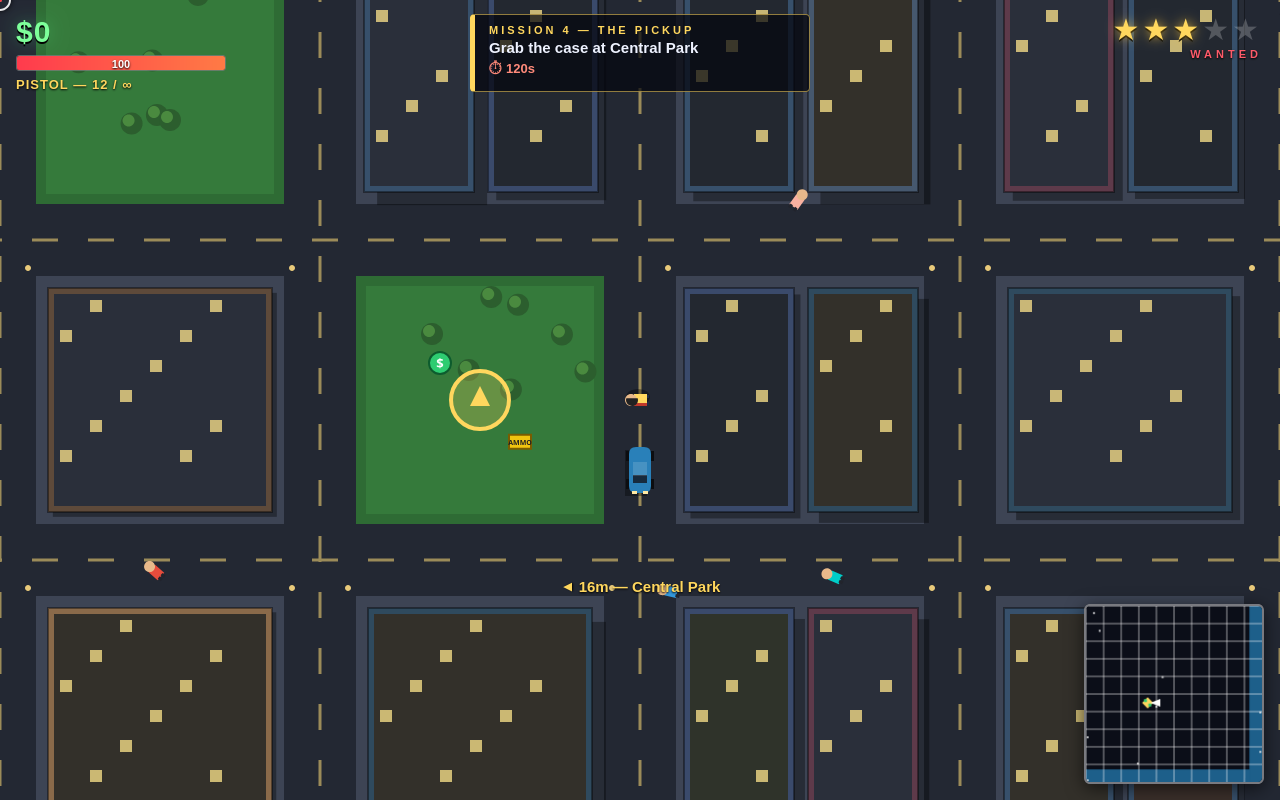 $0
100
PISTOL — 12 / ∞
MISSION 4 — THE PICKUP
Grab the case at Central Park
⏱ 120s
★★★★★
WANTED
$
AMMO
◄ 16m — Central Park